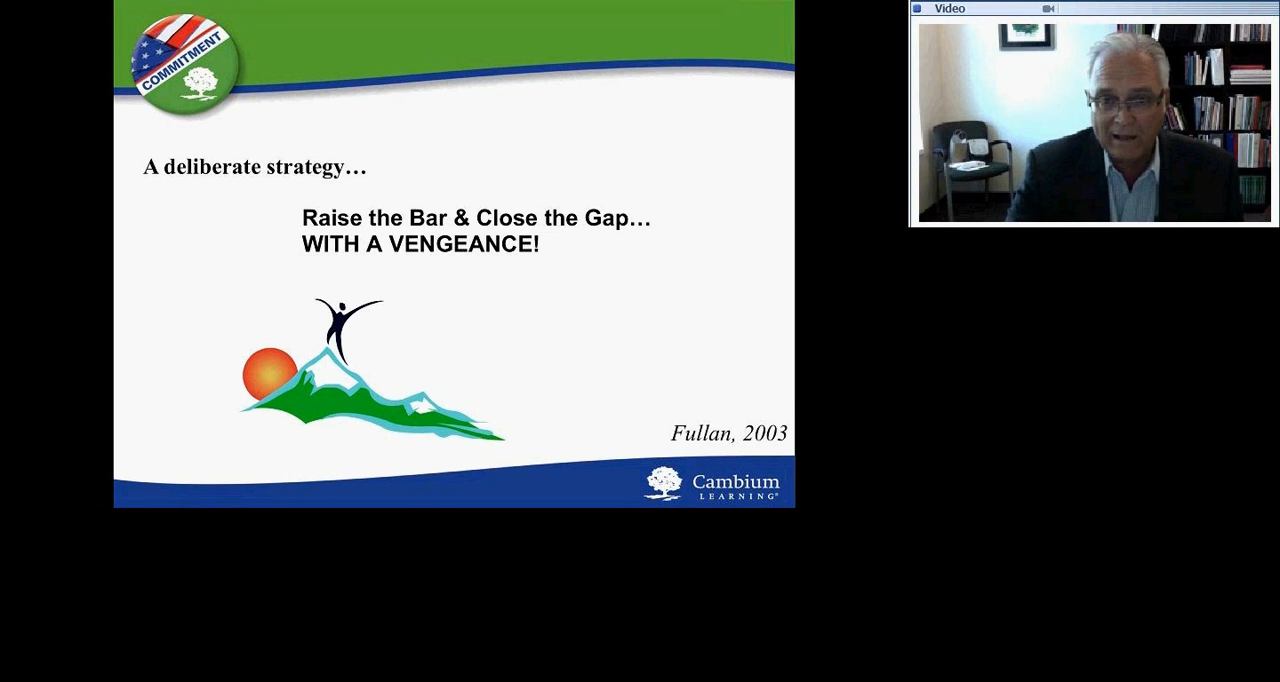 COMMITMENT
Video
A deliberate strategy…
Raise the Bar & Close the Gap…
WITH A VENGEANCE!
Fullan, 2003
Cambium
LEARNING®